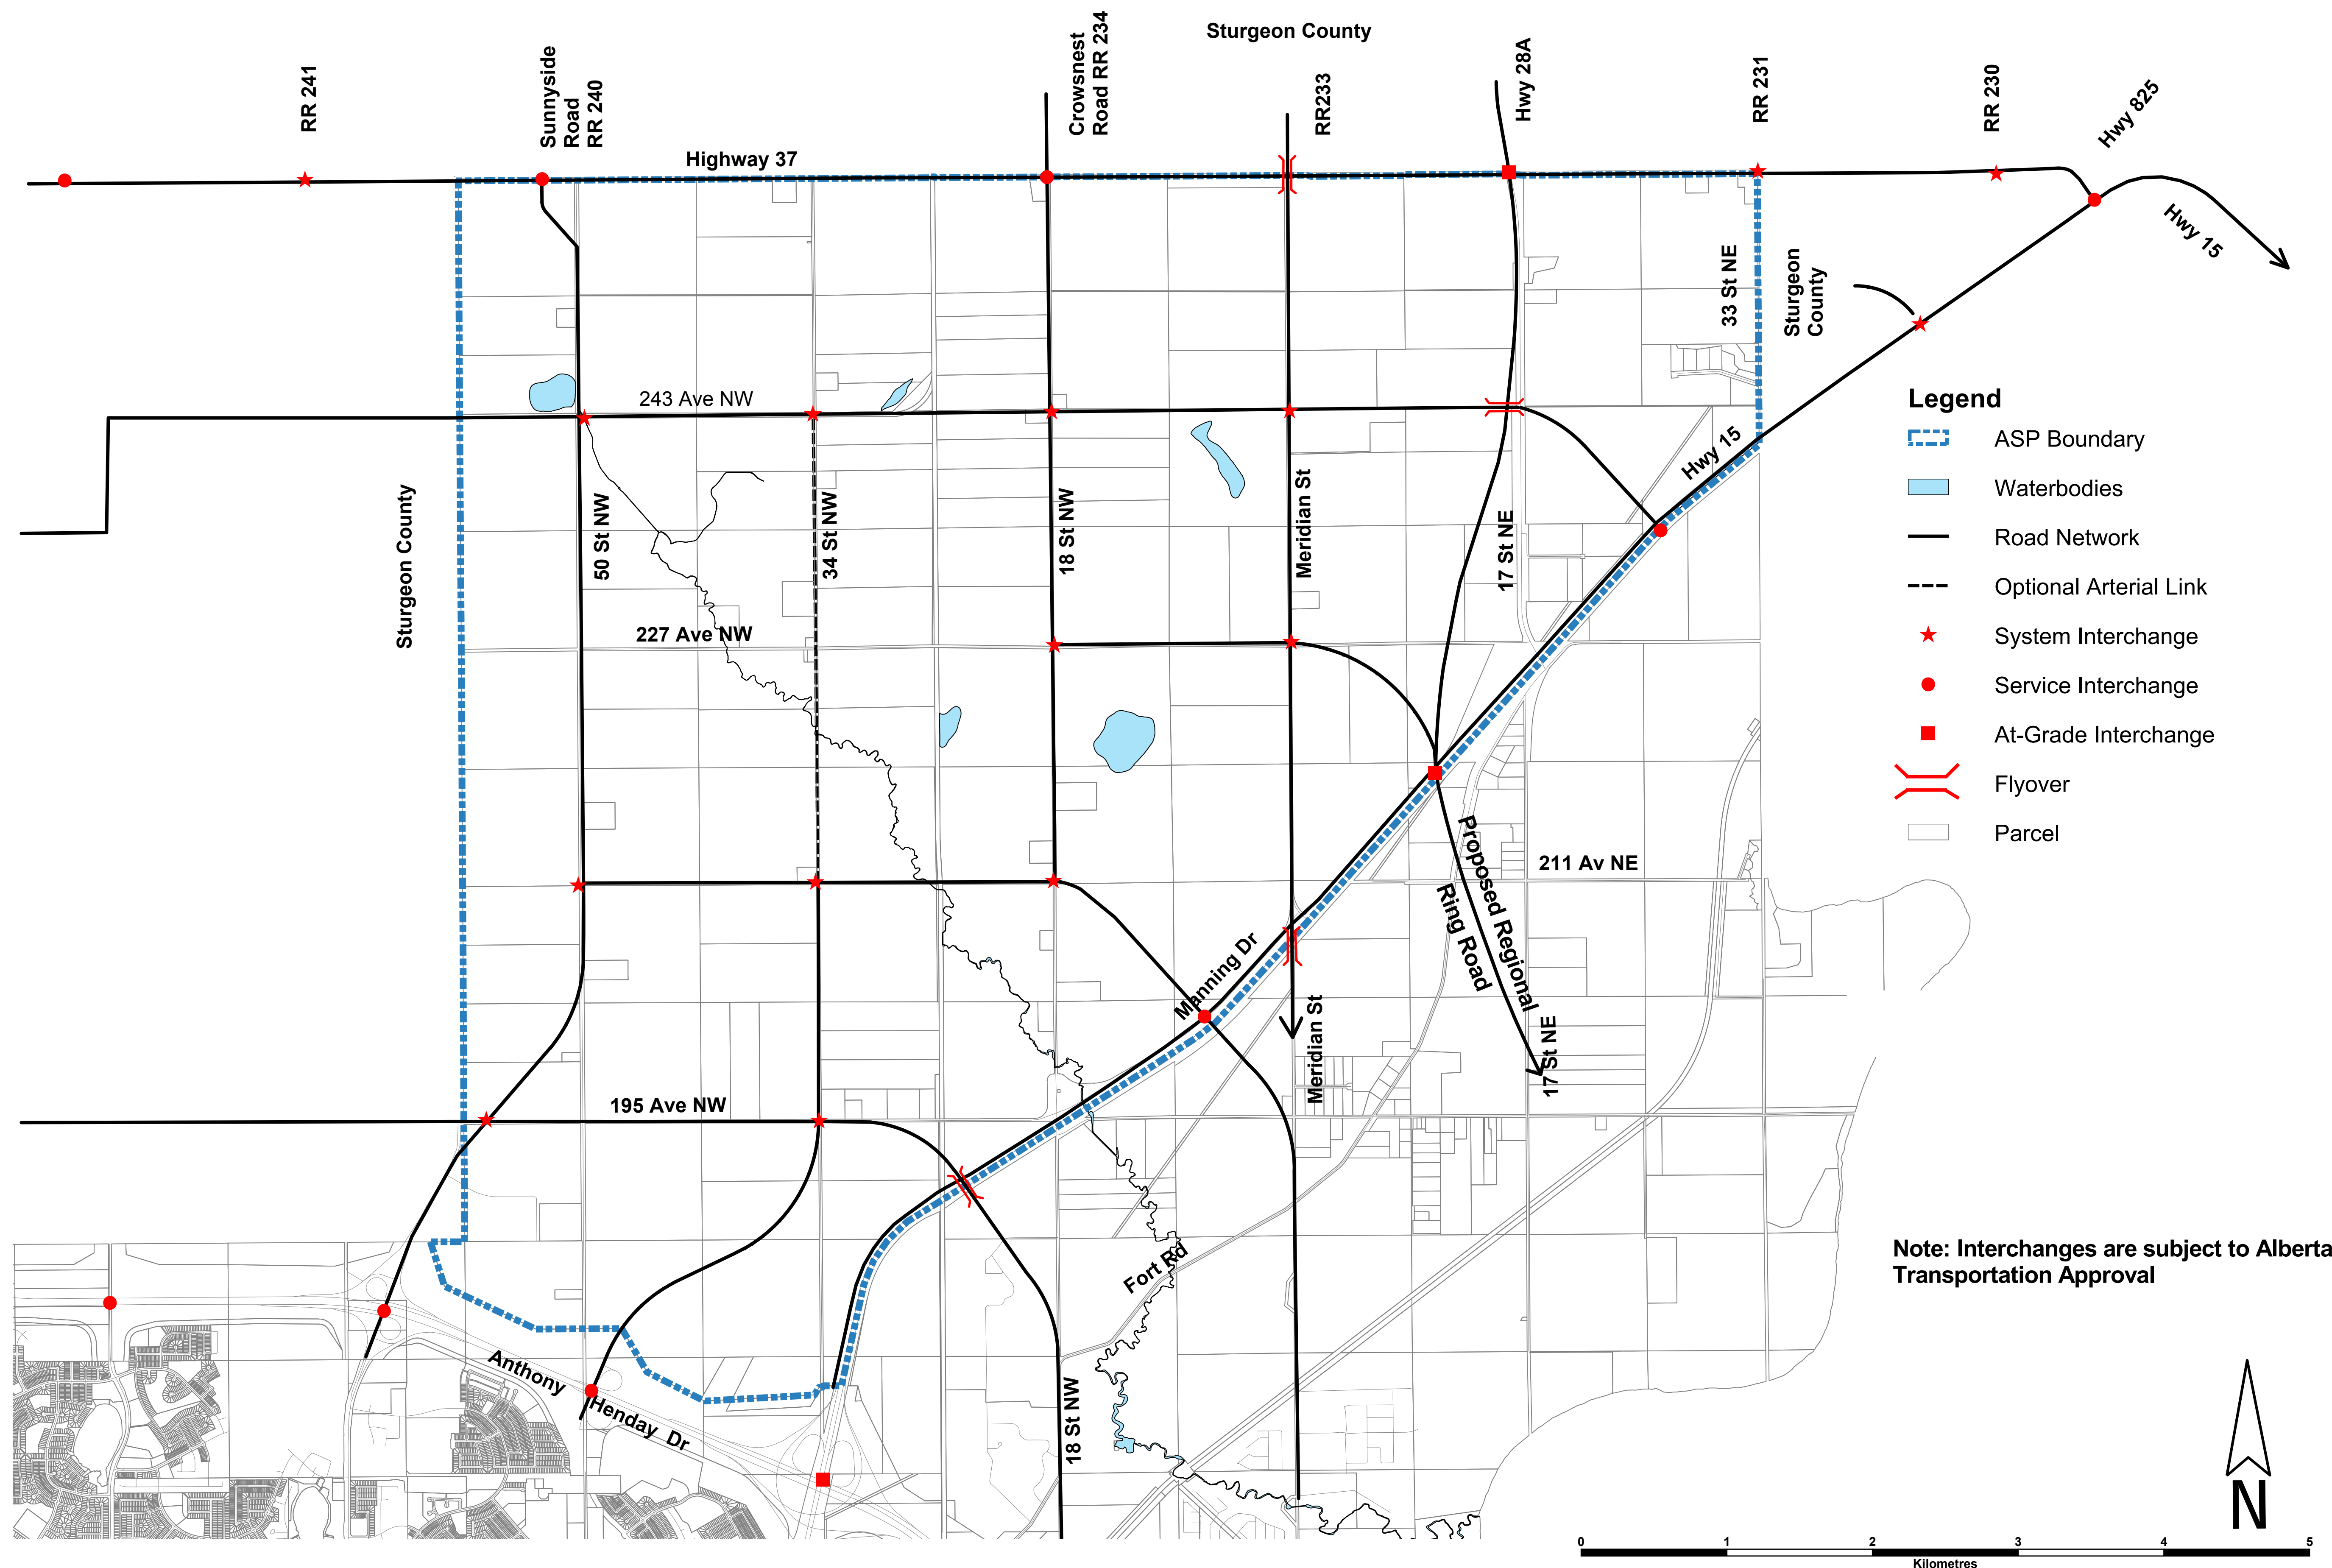 Sturgeon County
RR 241
Sunnyside
Road
RR 240
Crowsnest
Road RR 234
RR233
Hwy 28A
RR 231
RR 230
Hwy 825
Highway 37
Hwy 15
33 St NE
Sturgeon
County
243 Ave NW
Hwy 15
Sturgeon County
50 St NW
34 St NW
18 St NW
Meridian St
17 St NE
227 Ave NW
Legend
ASP Boundary
Waterbodies
Road Network
Optional Arterial Link
System Interchange
Service Interchange
At-Grade Interchange
Flyover
Parcel
211 Av NE
Proposed Regional
Ring Road
Manning Dr
Meridian St
17 St NE
195 Ave NW
Fort Rd
Note: Interchanges are subject to Alberta
Transportation Approval
Anthony
Henday Dr
18 St NW
N
0 1 2 3 4 5
Kilometres